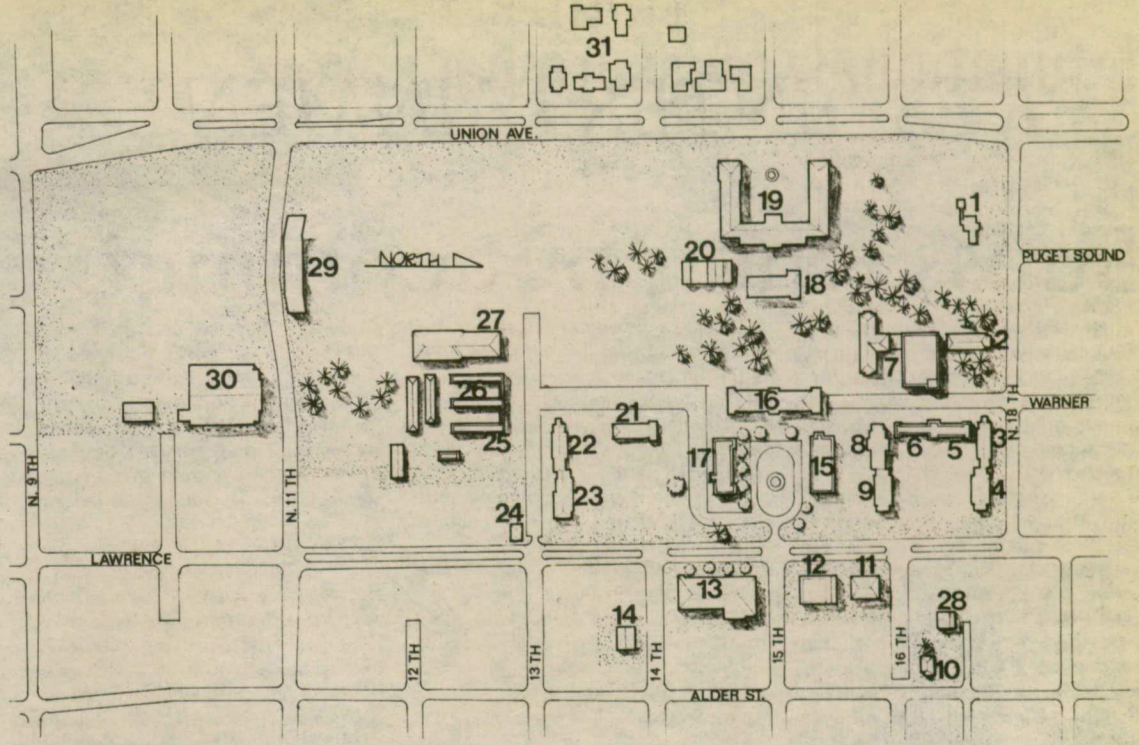 31
UNION AVE.
19
1
PUGET SOUND
NORTH
29
20
18
27
2
7
30
26
16
WARNER
21
N. 18 TH
25
22
17
15
8
6
5
3
N. 9 TH
N. 11 TH
23
9
4
24
LAWRENCE
13
12
11
28
14
10
12 TH
13 TH
14 TH
15 TH
16 TH
ALDER ST.